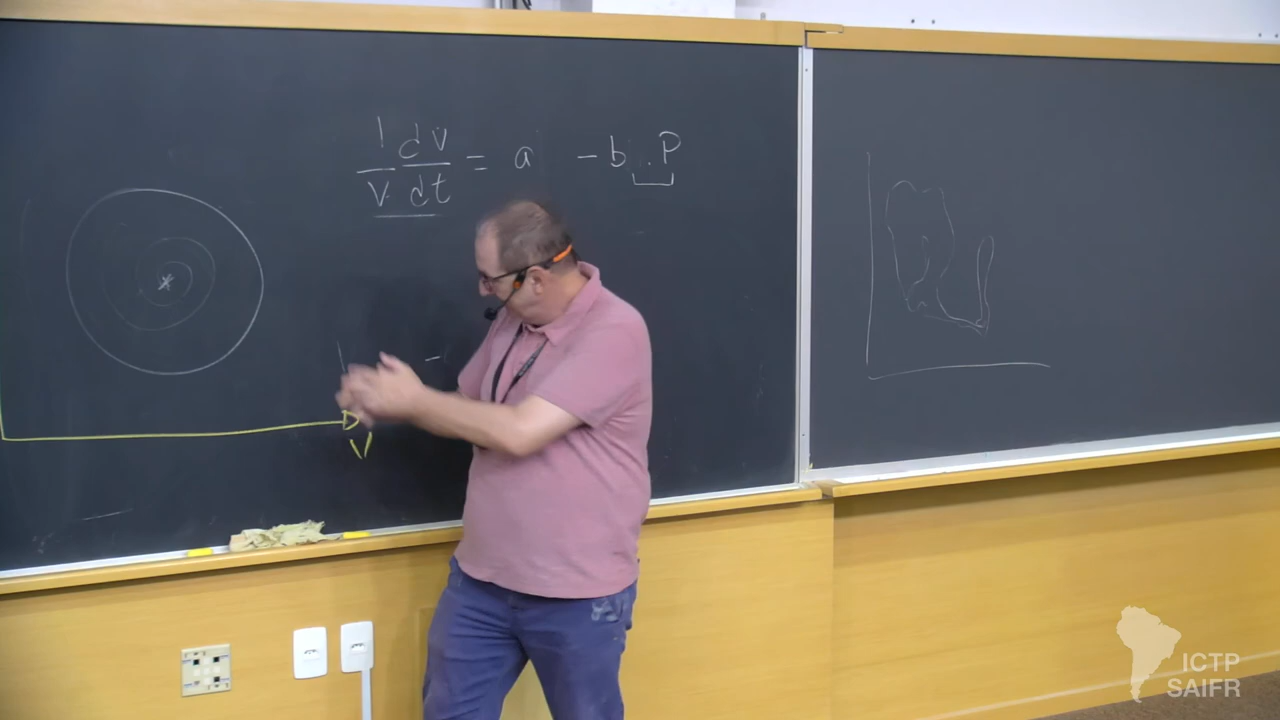 1/V dV/dt = a - b . P
V
ICTP
SAIFR